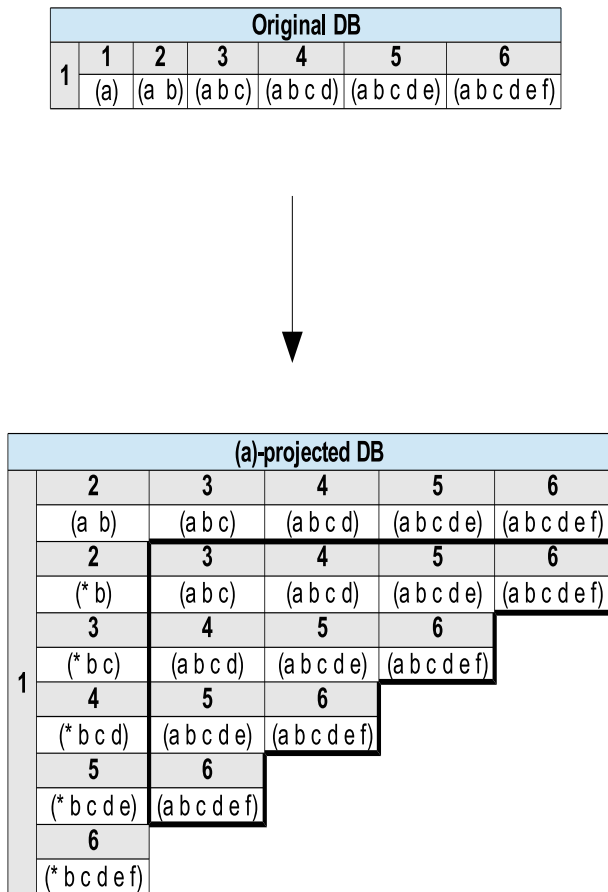 Original DB
1 2 3 4 5 6
1
(a) (a b) (a b c) (a b c d) (a b c d e) (a b c d e f)
(a)-projected DB
2 3 4 5 6
(a b) (a b c) (a b c d) (a b c d e) (a b c d e f)
2 3 4 5 6
(* b) (a b c) (a b c d) (a b c d e) (a b c d e f)
3 4 5 6
(* b c) (a b c d) (a b c d e) (a b c d e f)
1
4 5 6
(* b c d) (a b c d e) (a b c d e f)
5 6
(* b c d e) (a b c d e f)
6
(* b c d e f)